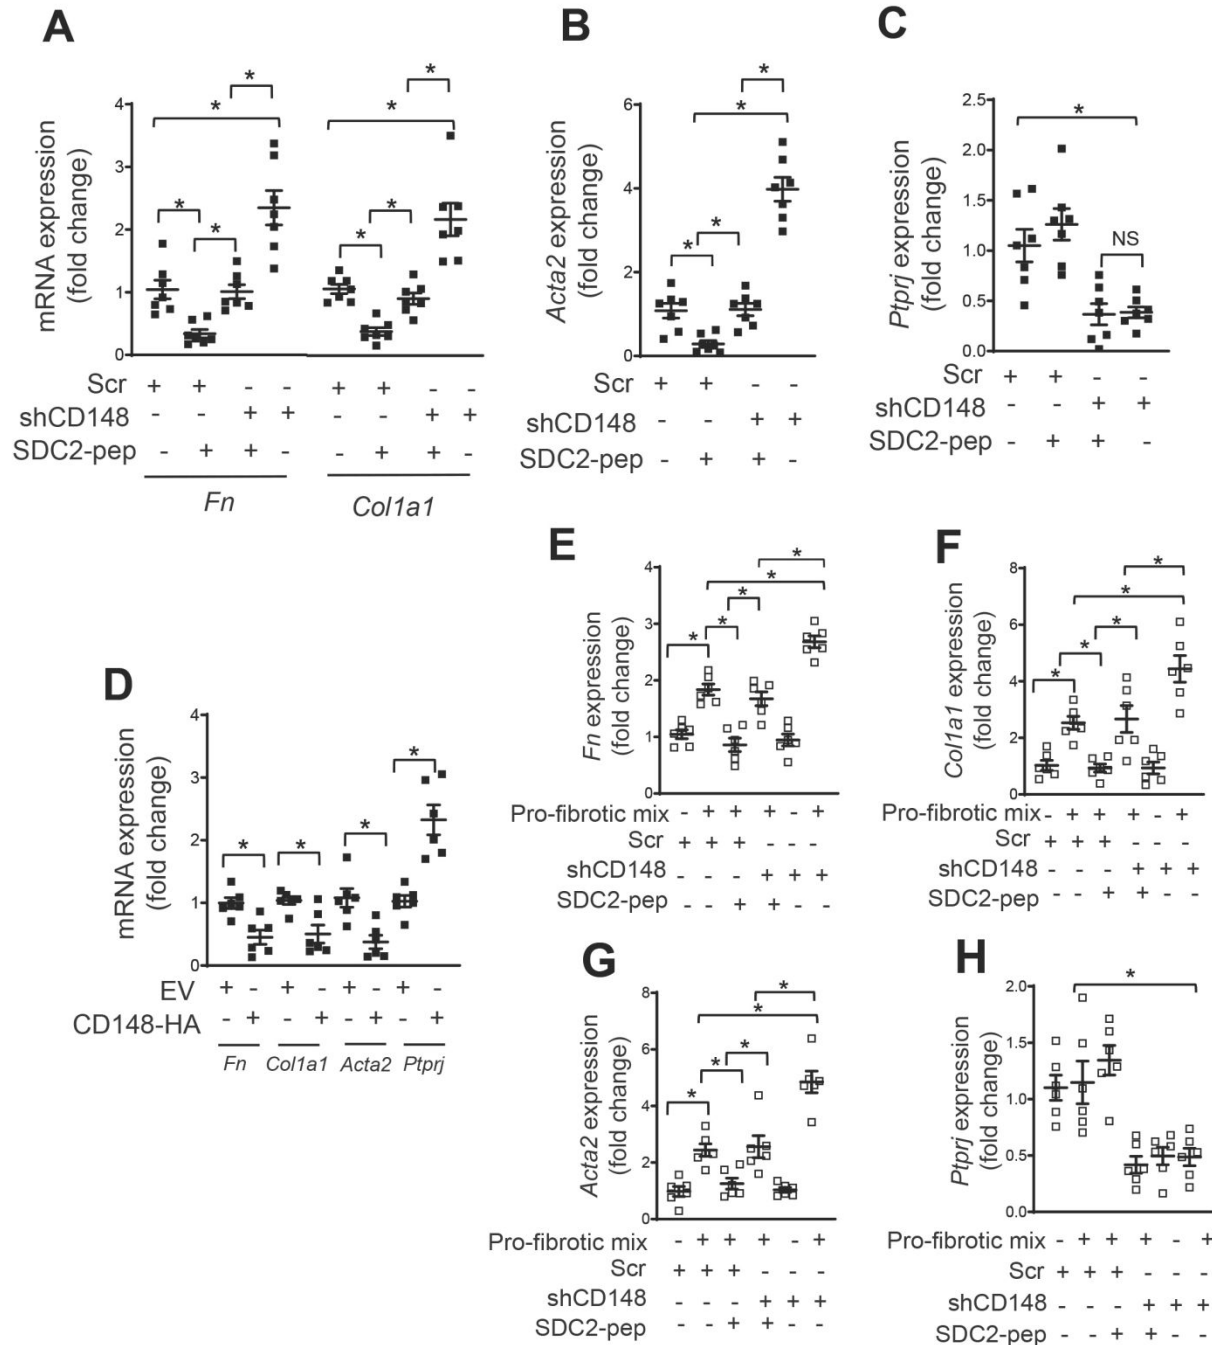 A
mRNA expression
(fold change)
4
3
2
1
0
* * * * * * * *
Scr + + - - + + - -
shCD148 - - + + - - + +
SDC2-pep - + + - - + + -
Fn Col1a1
B
Acta2 expression
(fold change)
6
4
2
0
* * * *
Scr + + - -
shCD148 - - + +
SDC2-pep - + + -
C
Ptprj expression
(fold change)
2.5
2.0
1.5
1.0
0.5
0.0
*
NS
Scr + + - -
shCD148 - - + +
SDC2-pep - + + -
D
mRNA expression
(fold change)
4
3
2
1
0
* * * *
EV + - + - + - + -
CD148-HA - + - + - + - +
Fn Col1a1 Acta2 Ptprj
E
Fn expression
(fold change)
4
3
2
1
0
* * * * *
Pro-fibrotic mix - + + + - +
Scr + + + - - -
shCD148 - - - + + +
SDC2-pep - - + + - -
F
Col1a1 expression
(fold change)
8
6
4
2
0
* * * * *
Pro-fibrotic mix - + + + - +
Scr + + + - - -
shCD148 - - - + + +
SDC2-pep - - + + - -
G
Acta2 expression
(fold change)
8
6
4
2
0
* * * * *
Pro-fibrotic mix - + + + - +
Scr + + + - - -
shCD148 - - - + + +
SDC2-pep - - + + - -
H
Ptprj expression
(fold change)
2.0
1.5
1.0
0.5
0.0
*
Pro-fibrotic mix - + + + - +
Scr + + + - - -
shCD148 - - - + + +
SDC2-pep - - + + - -